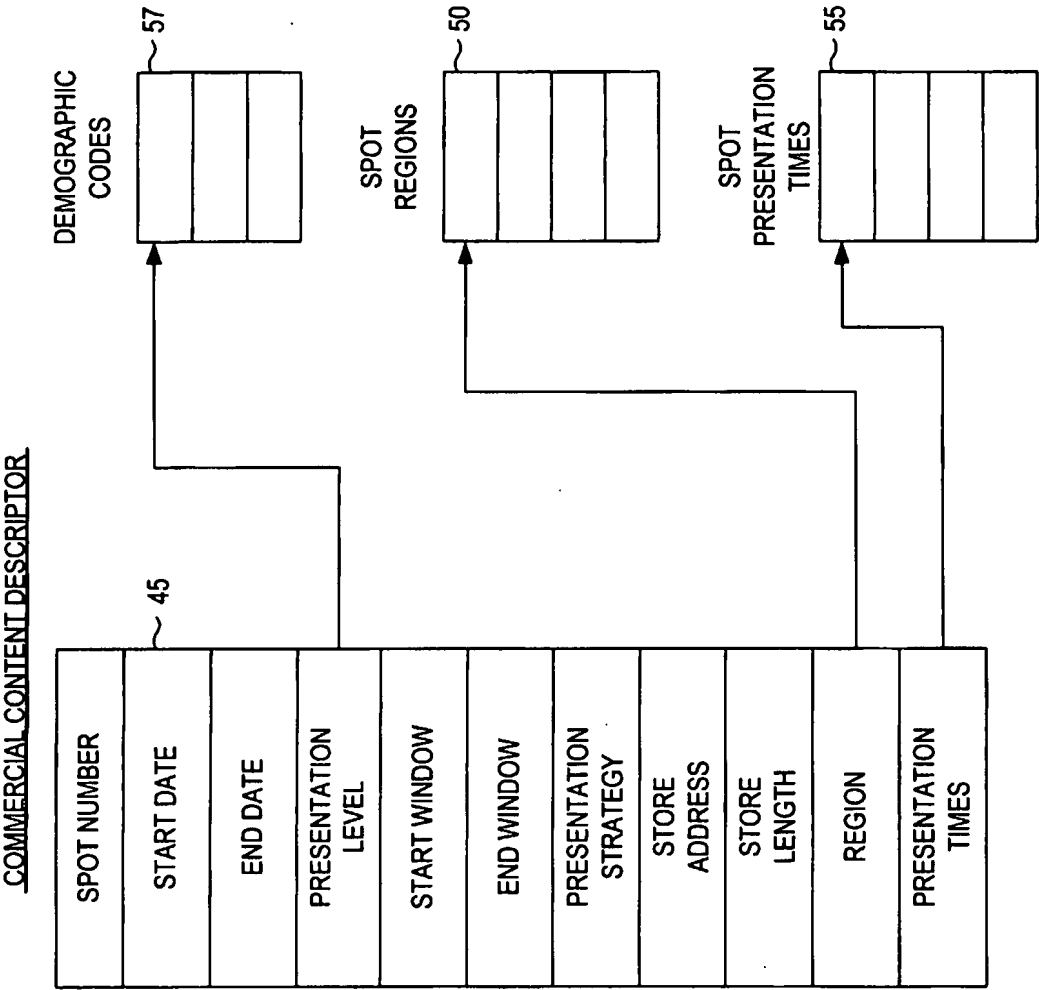 COMMERCIAL CONTENT DESCRIPTOR
SPOT NUMBER
START DATE
END DATE
PRESENTATION
LEVEL
START WINDOW
END WINDOW
PRESENTATION
STRATEGY
STORE
ADDRESS
STORE
LENGTH
REGION
PRESENTATION
TIMES
45
DEMOGRAPHIC
CODES
57
SPOT
REGIONS
50
SPOT
PRESENTATION
TIMES
55